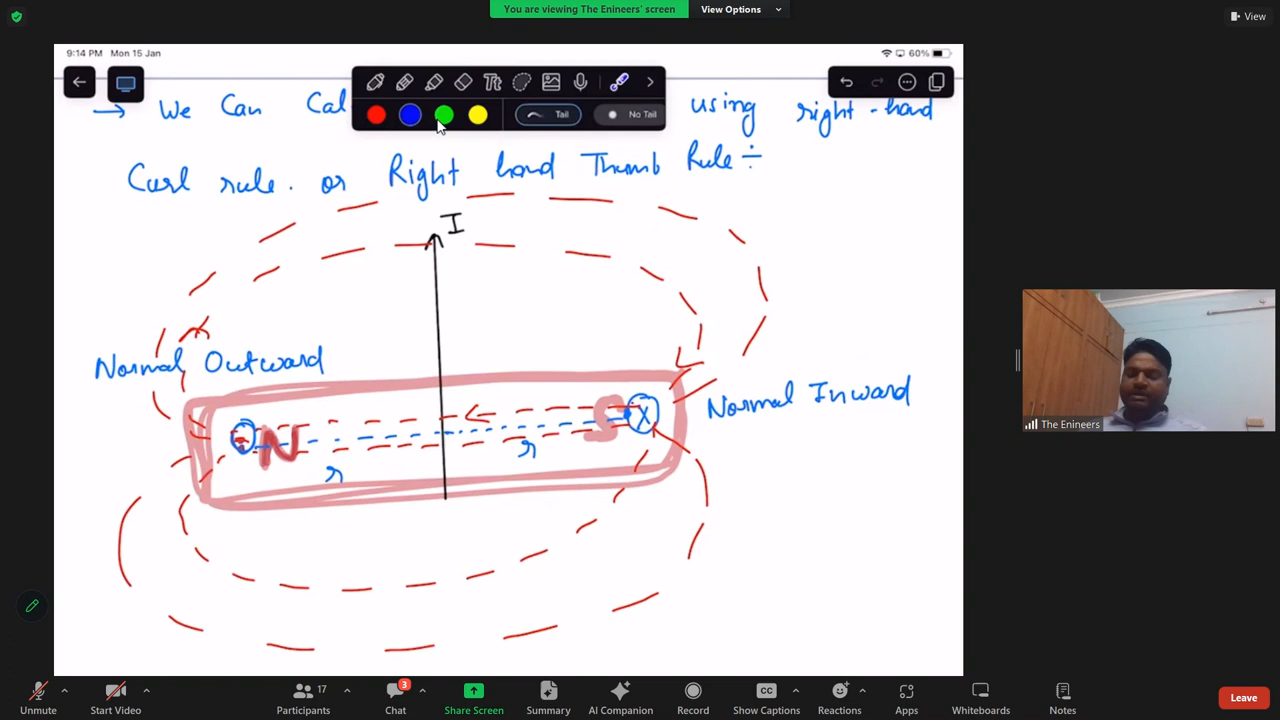 You are viewing The Enineers' screen
View Options
View
9:14 PM Mon 15 Jan
60%
Tt
Tail
No Tail
→ We Can Cal using right-hand
Curl rule. or Right hand Thumb Rule÷
I
Normal Outward
Normal Inward
N
S
X
r
r
The Enineers
Unmute
Start Video
17
Participants
3
Chat
Share Screen
Summary
AI Companion
Record
CC
Show Captions
Reactions
Apps
Whiteboards
Notes
Leave